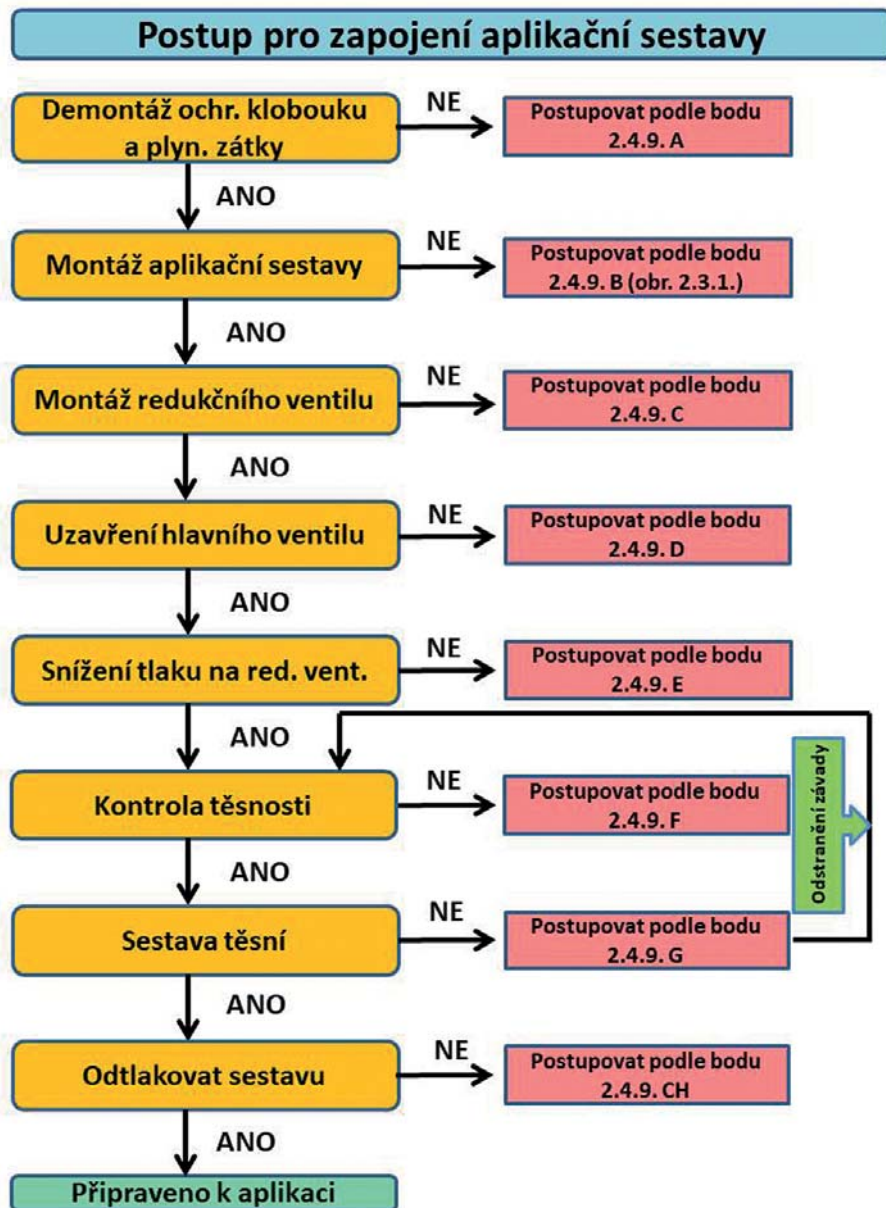 Postup pro zapojení aplikační sestavy
Demontáž ochr. klobouku
a plyn. zátky
NE
Postupovat podle bodu
2.4.9. A
ANO
Montáž aplikační sestavy
NE
Postupovat podle bodu
2.4.9. B (obr. 2.3.1.)
ANO
Montáž redukčního ventilu
NE
Postupovat podle bodu
2.4.9. C
ANO
Uzavření hlavního ventilu
NE
Postupovat podle bodu
2.4.9. D
ANO
Snížení tlaku na red. vent.
NE
Postupovat podle bodu
2.4.9. E
ANO
Kontrola těsnosti
NE
Postupovat podle bodu
2.4.9. F
Odstranění závady
ANO
Sestava těsní
NE
Postupovat podle bodu
2.4.9. G
ANO
Odtlakovat sestavu
NE
Postupovat podle bodu
2.4.9. CH
ANO
Připraveno k aplikaci